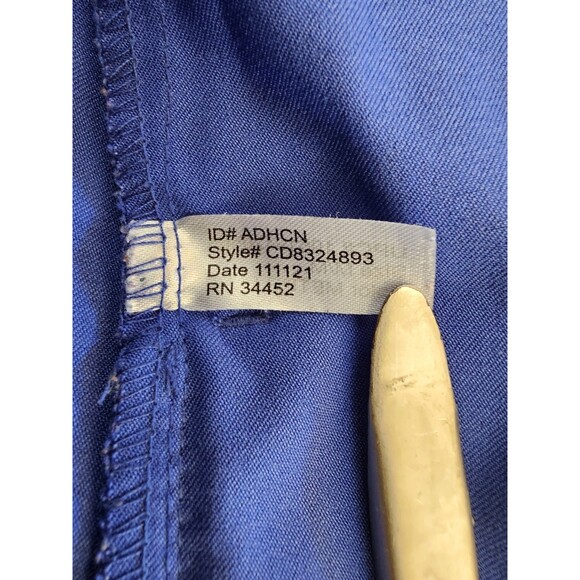 ID# ADHCN
Style# CD8324893
Date 111121
RN 34452